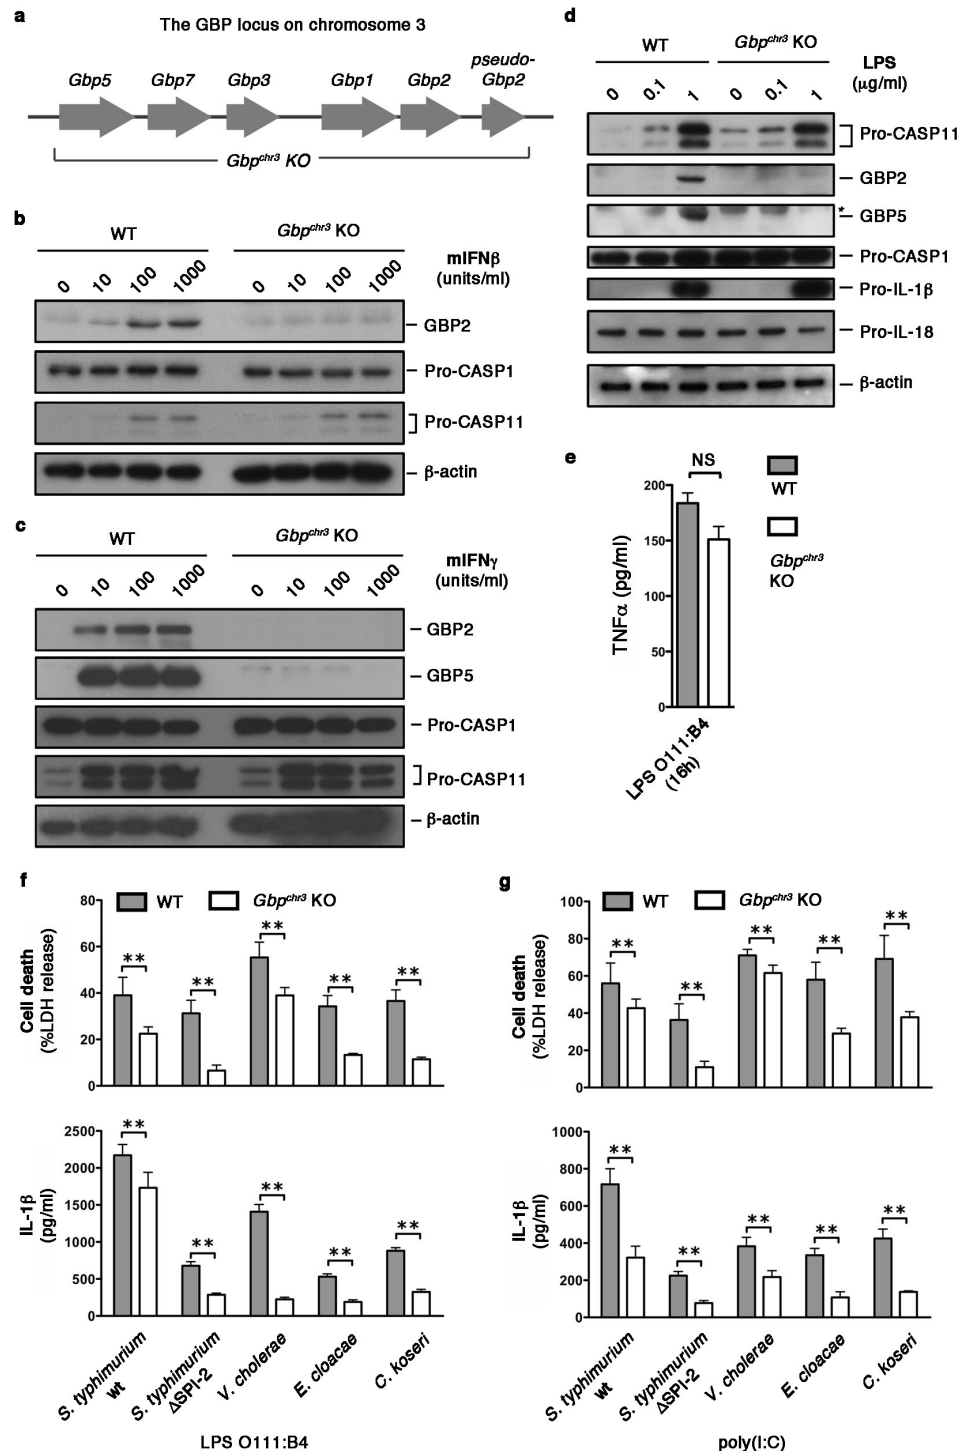 a
The GBP locus on chromosome 3
Gbp5 Gbp7 Gbp3 Gbp1 Gbp2 pseudo-
Gbp2
Gbpchr3 KO
b
WT Gbpchr3 KO
mIFNβ
(units/ml)
0 10 100 1000 0 10 100 1000
GBP2
Pro-CASP1
Pro-CASP11
β-actin
c
WT Gbpchr3 KO
mIFNγ
(units/ml)
0 10 100 1000 0 10 100 1000
GBP2
GBP5
Pro-CASP1
Pro-CASP11
β-actin
d
WT Gbpchr3 KO
LPS
(μg/ml)
0 0.1 1 0 0.1 1
Pro-CASP11
GBP2
*
GBP5
Pro-CASP1
Pro-IL-1β
Pro-IL-18
β-actin
e
NS
WT
Gbpchr3
KO
TNFα (pg/ml)
200
150
100
50
0
LPS O111:B4
(16h)
f
WT Gbpchr3 KO
Cell death
(%LDH release)
80
60
40
20
0
** ** ** ** **
IL-1β
(pg/ml)
2500
2000
1500
1000
500
0
** ** ** ** **
S. typhimurium
wt
S. typhimurium
ΔSPI-2
V. cholerae
E. cloacae
C. koseri
LPS O111:B4
g
WT Gbpchr3 KO
Cell death
(%LDH release)
100
80
60
40
20
0
** ** ** ** **
IL-1β
(pg/ml)
1000
800
600
400
200
0
** ** ** ** **
S. typhimurium
wt
S. typhimurium
ΔSPI-2
V. cholerae
E. cloacae
C. koseri
poly(I:C)